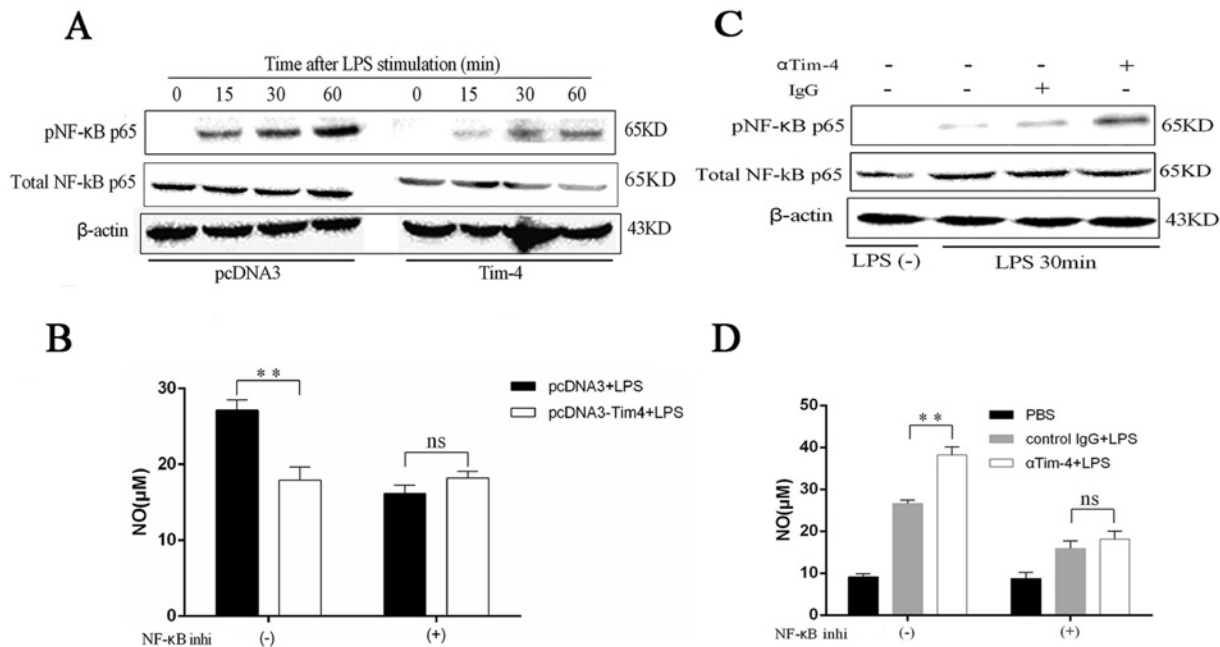 A
Time after LPS stimulation (min)
0 15 30 60 0 15 30 60
pNF-κB p65 65KD
Total NF-kB p65 65KD
β-actin 43KD
pcDNA3 Tim-4
B
30
20
10
0
NO(μM)
**
ns
pcDNA3+LPS
pcDNA3-Tim4+LPS
NF-κB inhi (-) (+)
C
αTim-4 - - - +
IgG - - + -
pNF-κB p65 65KD
Total NF-kB p65 65KD
β-actin 43KD
LPS (-) LPS 30min
D
50
40
30
20
10
0
NO(μM)
**
ns
PBS
control IgG+LPS
αTim-4+LPS
NF-κB inhi (-) (+)